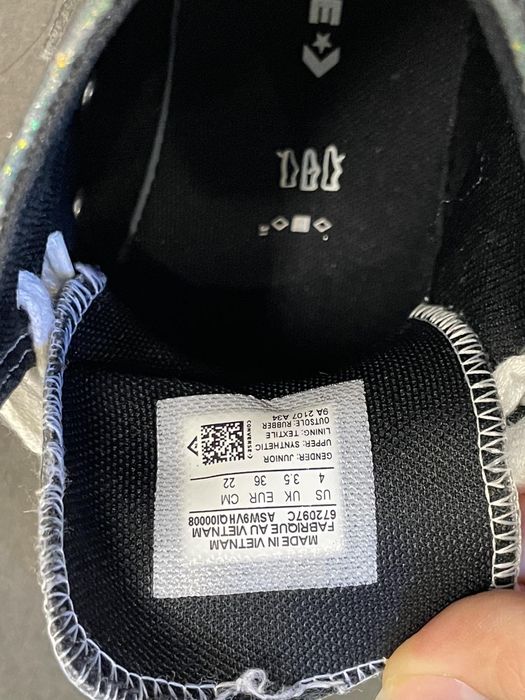 MADE IN VIETNAM
FABRIQUE AU VIETNAM
672097C ASW9VHQI00008
US UK EUR CM
4 3.5 36 22
GENDER: JUNIOR
UPPER: SYNTHETIC
LINING: TEXTILE
OUTSOLE: RUBBER
9A 2107 A34
CONVERSE
E